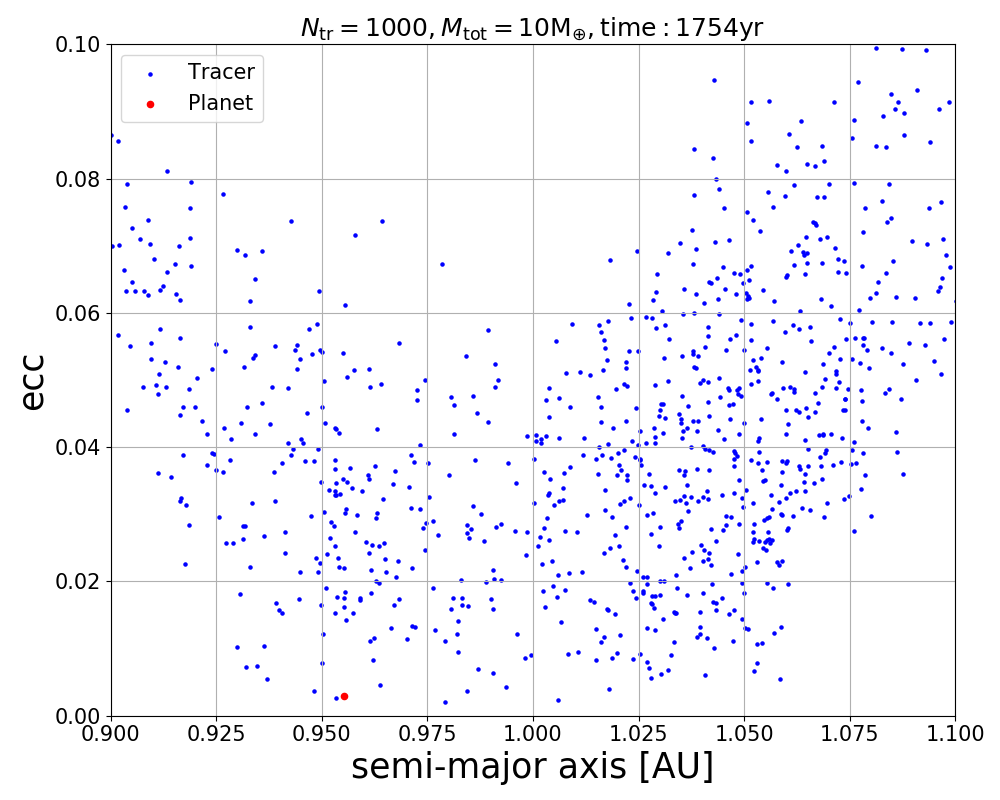 N_tr = 1000, M_tot = 10M_⊕, time : 1754yr
Tracer
Planet
ecc
0.10
0.08
0.06
0.04
0.02
0.00
0.900 0.925 0.950 0.975 1.000 1.025 1.050 1.075 1.100
semi-major axis [AU]